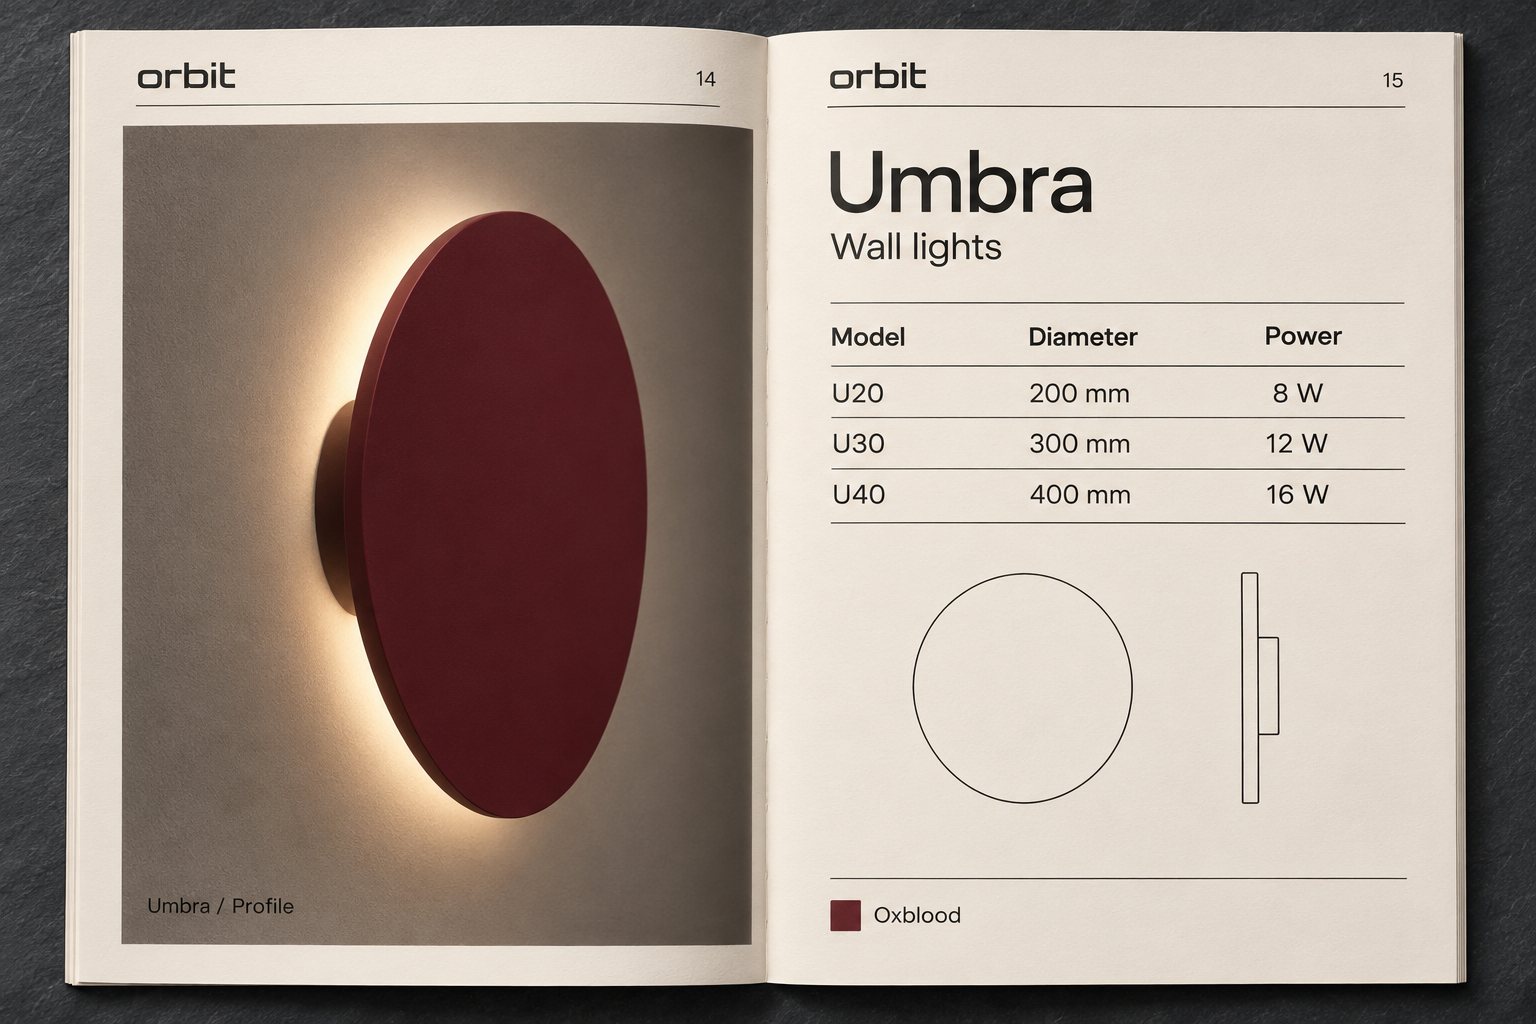 orbit
14
Umbra / Profile
orbit
15
Umbra
Wall lights
Model Diameter Power
U20 200 mm 8 W
U30 300 mm 12 W
U40 400 mm 16 W
Oxblood